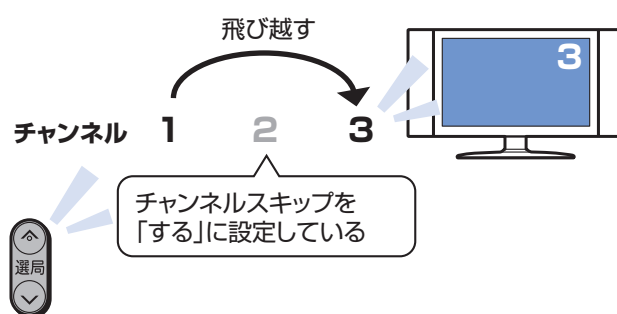 飛び越す
3
チャンネル 1 2 3
チャンネルスキップを
「する」に設定している
選局